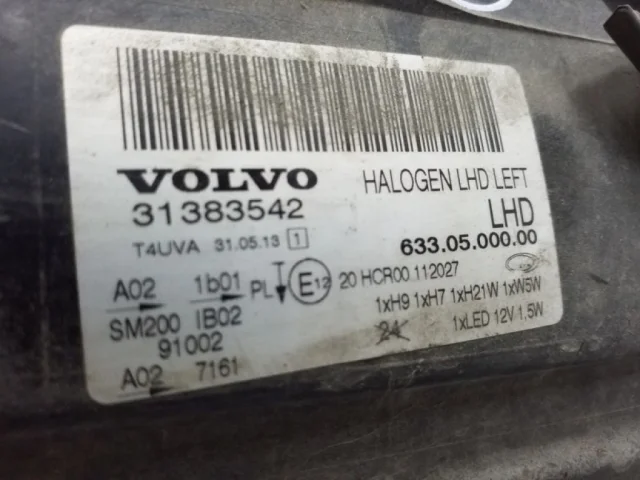 VOLVO
HALOGEN LHD LEFT
31383542
LHD
T4UVA 31.05.13 1
633.05.000.00
A02 1b01 PL E12 20 HCR00 112027
SM200 IB02
1xH9 1xH7 1xH21W 1xW5W
91002
24 1xLED 12V 1,5W
A02 7161